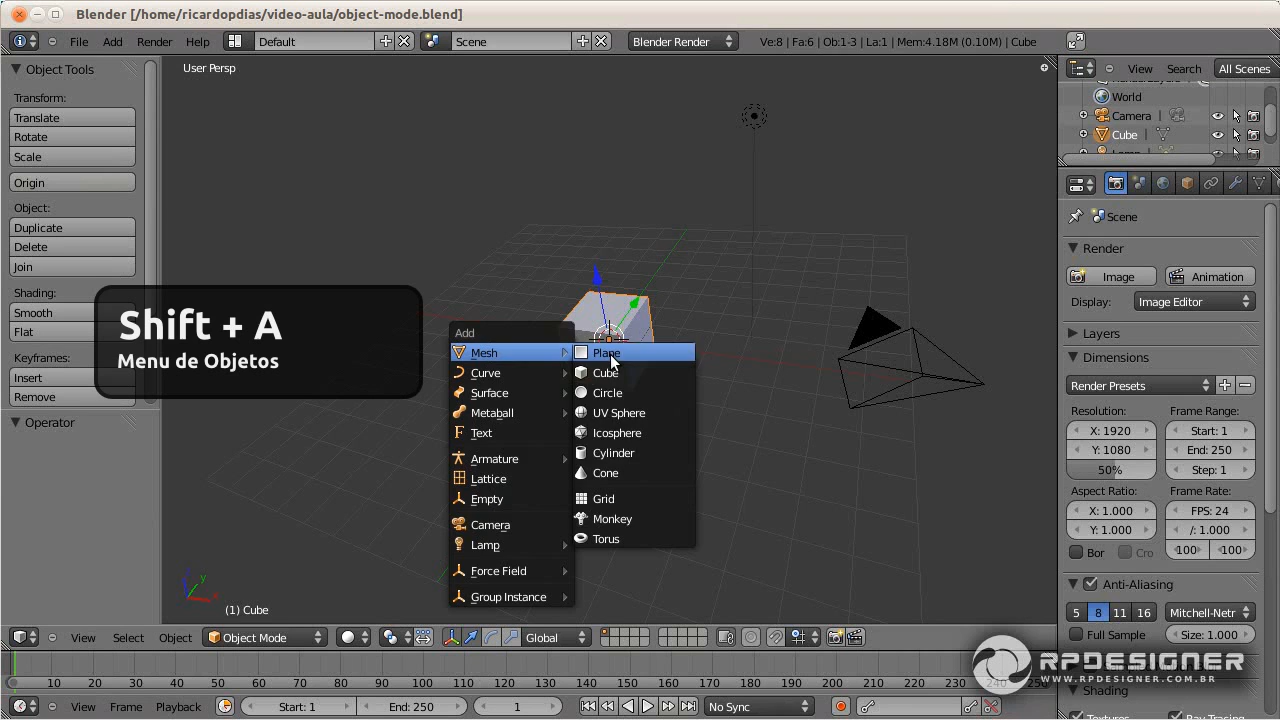 Blender [/home/ricardopdias/video-aula/object-mode.blend]
File Add Render Help Default Scene Blender Render Ve:8 | Fa:6 | Ob:1-3 | La:1 | Mem:4.18M (0.10M) | Cube
Object Tools
Transform:
Translate
Rotate
Scale
Origin
Object:
Duplicate
Delete
Join
Shading:
Smooth
Flat
Keyframes:
Insert
Remove
Operator
User Persp
Shift + A
Menu de Objetos
Add
Mesh
Curve
Surface
Metaball
Text
Armature
Lattice
Empty
Camera
Lamp
Force Field
Group Instance
Plane
Cube
Circle
UV Sphere
Icosphere
Cylinder
Cone
Grid
Monkey
Torus
z
y
x
(1) Cube
View Search All Scenes
World
Camera
Cube
Scene
Render
Image Animation
Display: Image Editor
Layers
Dimensions
Render Presets
Resolution: Frame Range:
X: 1920 Start: 1
Y: 1080 End: 250
50% Step: 1
Aspect Ratio: Frame Rate:
X: 1.000 FPS: 24
Y: 1.000 /: 1.000
Bor Cro 100 100
Anti-Aliasing
5 8 11 16 Mitchell-Netr
Full Sample Size: 1.000
Shading
Textures Ray Tracing
View Select Object Object Mode Global
0 10 20 30 40 50 60 70 80 90 100 110 120 130 140 150 160 170 180 190 200 210 220 230 240 250
View Frame Playback Start: 1 End: 250 1 No Sync
RPDESIGNER
WWW.RPDESIGNER.COM.BR